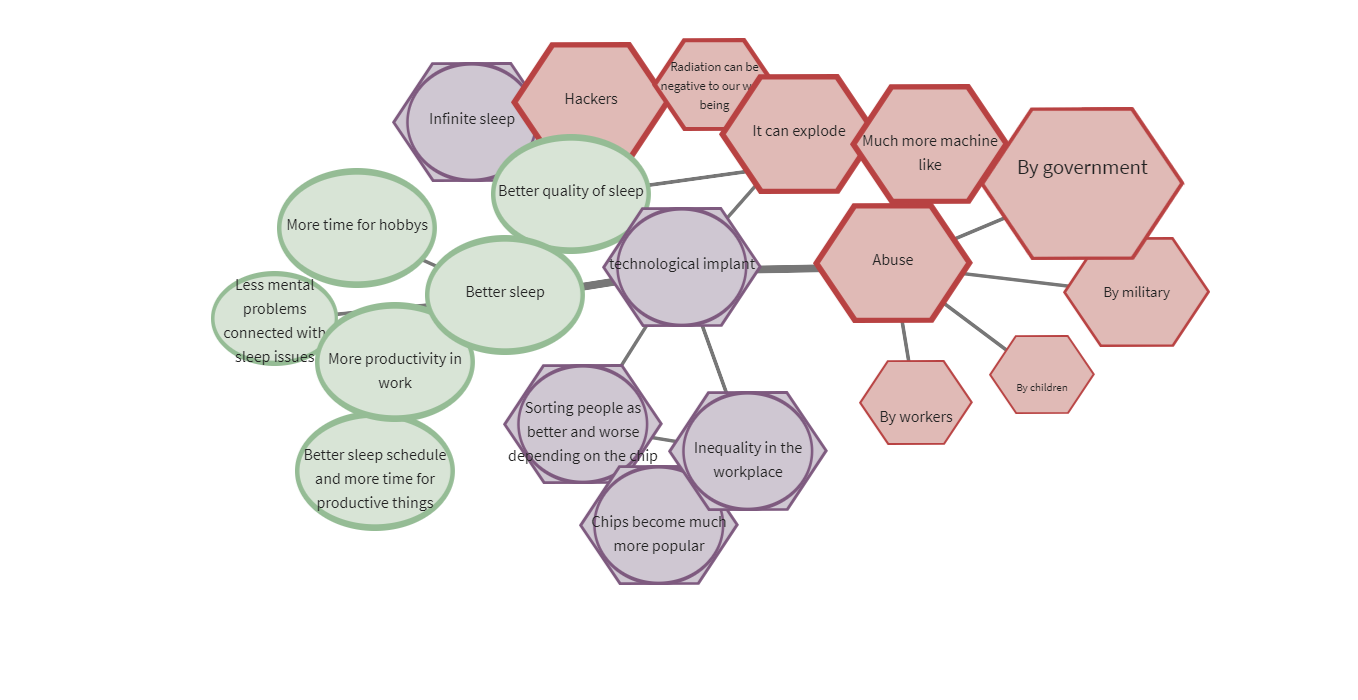 Infinite sleep
Hackers
Radiation can be
negative to our w
being
It can explode
Much more machine
like
By government
Better quality of sleep
More time for hobbys
technological implant
Abuse
Better sleep
By military
Less mental
problems
connected with
sleep issues
More productivity in
work
By children
By workers
Sorting people as
better and worse
depending on the chip
Inequality in the
workplace
Better sleep schedule
and more time for
productive things
Chips become much
more popular